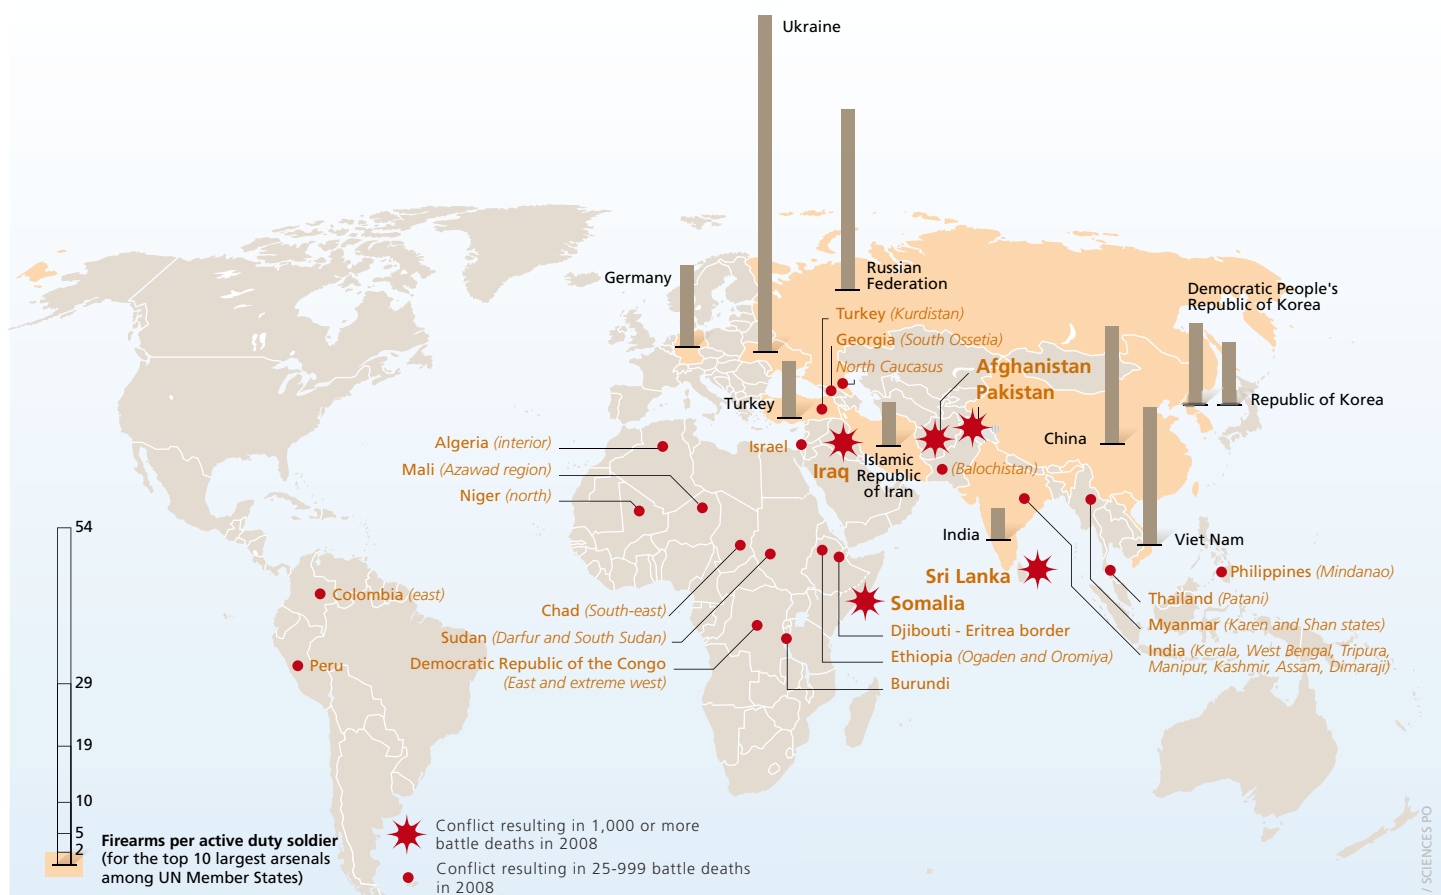 Ukraine
Germany
Russian
Federation
Democratic People's
Republic of Korea
Turkey (Kurdistan)
Georgia (South Ossetia)
North Caucasus
Afghanistan
Pakistan
Turkey
Republic of Korea
China
Algeria (interior)
Israel
Iraq
Islamic
Republic
of Iran
(Balochistan)
Mali (Azawad region)
Niger (north)
India
Viet Nam
Sri Lanka
Somalia
Philippines (Mindanao)
Colombia (east)
Thailand (Patani)
Chad (South-east)
Myanmar (Karen and Shan states)
Sudan (Darfur and South Sudan)
Djibouti - Eritrea border
India (Kerala, West Bengal, Tripura,
Manipur, Kashmir, Assam, Dimaraji)
Peru
Democratic Republic of the Congo
(East and extreme west)
Ethiopia (Ogaden and Oromiya)
Burundi
54
29
19
10
5
2
Firearms per active duty soldier
(for the top 10 largest arsenals
among UN Member States)
Conflict resulting in 1,000 or more
battle deaths in 2008
Conflict resulting in 25-999 battle deaths
in 2008
/ SCIENCES PO